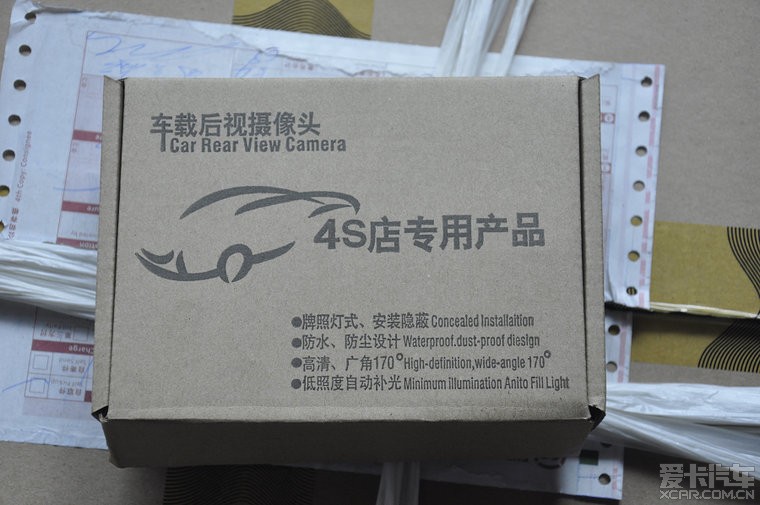 车载后视摄像头
Car Rear View Camera
4S店专用产品
●牌照灯式、安装隐蔽 Concealed Installaition
●防水、防尘设计 Waterproof.dust-proof diesign
●高清、广角170° High-definition,wide-angle 170°
●低照度自动补光 Minimum illumination Anito Fill Light
4th Copy: Consignee
爱卡汽车
XCAR.COM.CN